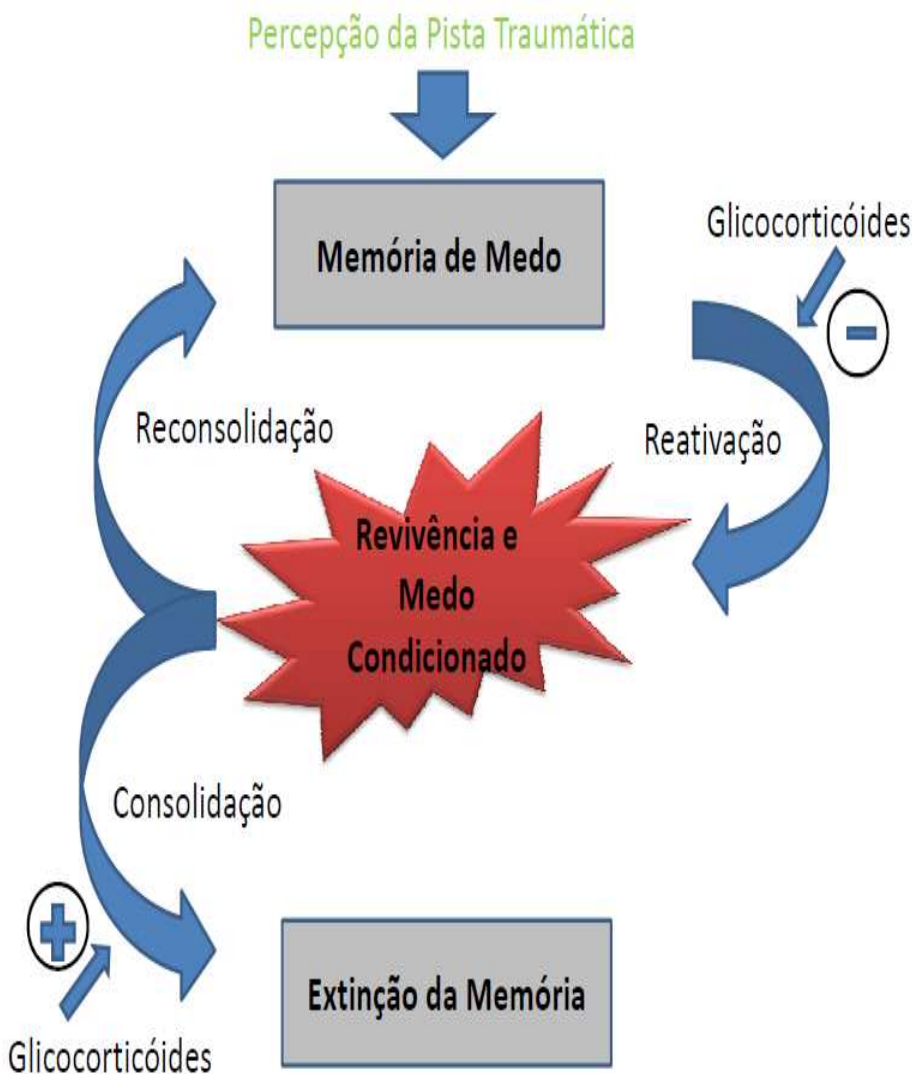 Percepção da Pista Traumática
Memória de Medo
Glicocorticóides
−
Reconsolidação
Reativação
Revivência e
Medo
Condicionado
Consolidação
+
Glicocorticóides
Extinção da Memória